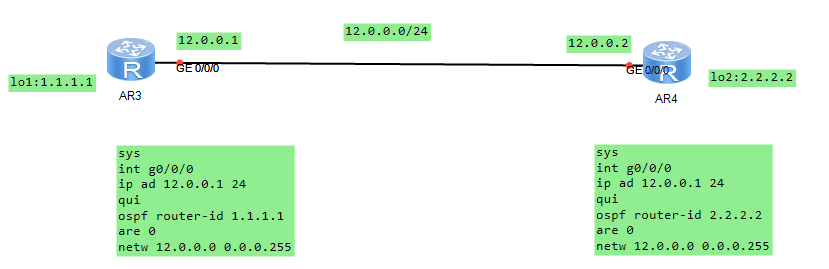 12.0.0.0/24
12.0.0.1
12.0.0.2
GE 0/0/0
GE 0/0/0
R
R
lo1:1.1.1.1
lo2:2.2.2.2
AR3
AR4
sys
int g0/0/0
ip ad 12.0.0.1 24
qui
ospf router-id 1.1.1.1
are 0
netw 12.0.0.0 0.0.0.255
sys
int g0/0/0
ip ad 12.0.0.1 24
qui
ospf router-id 2.2.2.2
are 0
netw 12.0.0.0 0.0.0.255